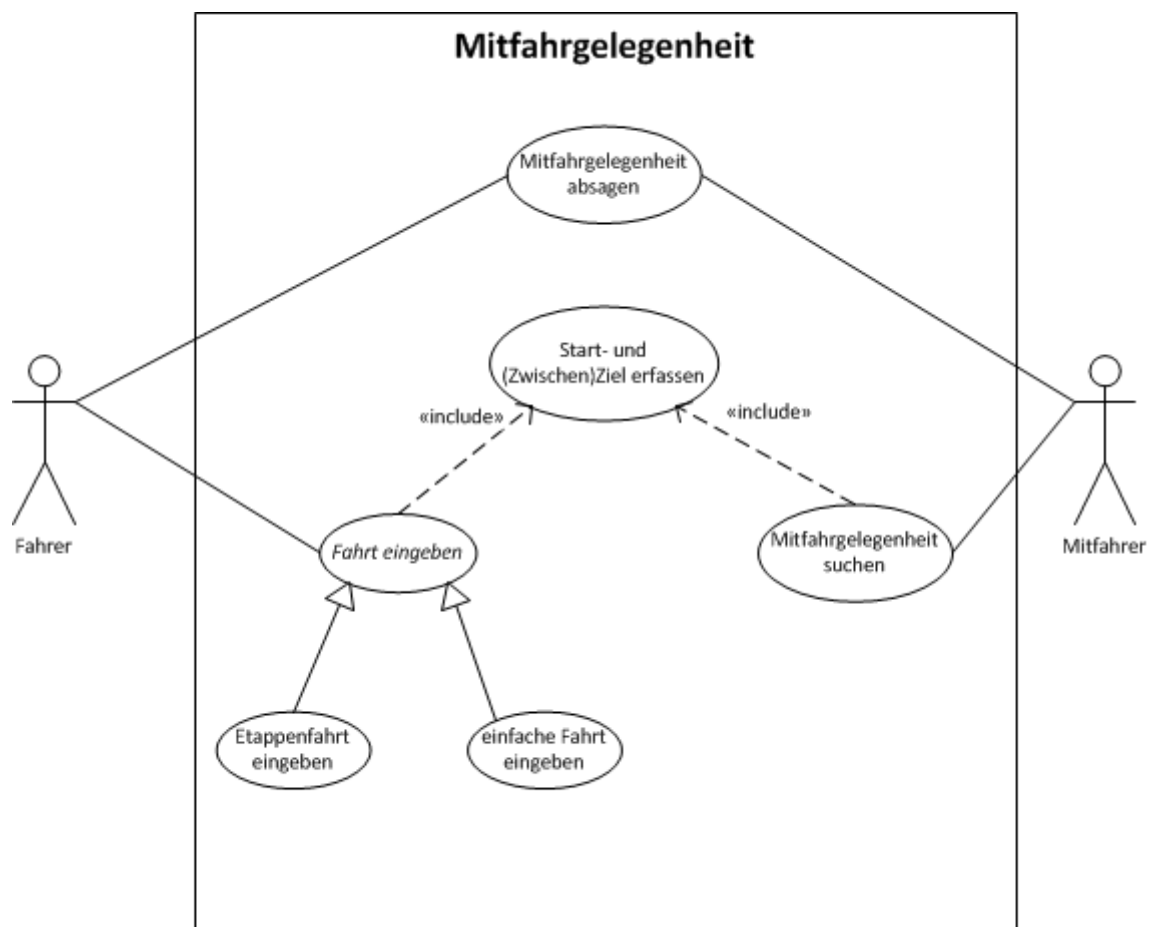 Mitfahrgelegenheit
Mitfahrgelegenheit
absagen
Start- und
(Zwischen)Ziel erfassen
«include»
«include»
Fahrer
Fahrt eingeben
Mitfahrgelegenheit
suchen
Mitfahrer
Etappenfahrt
eingeben
einfache Fahrt
eingeben